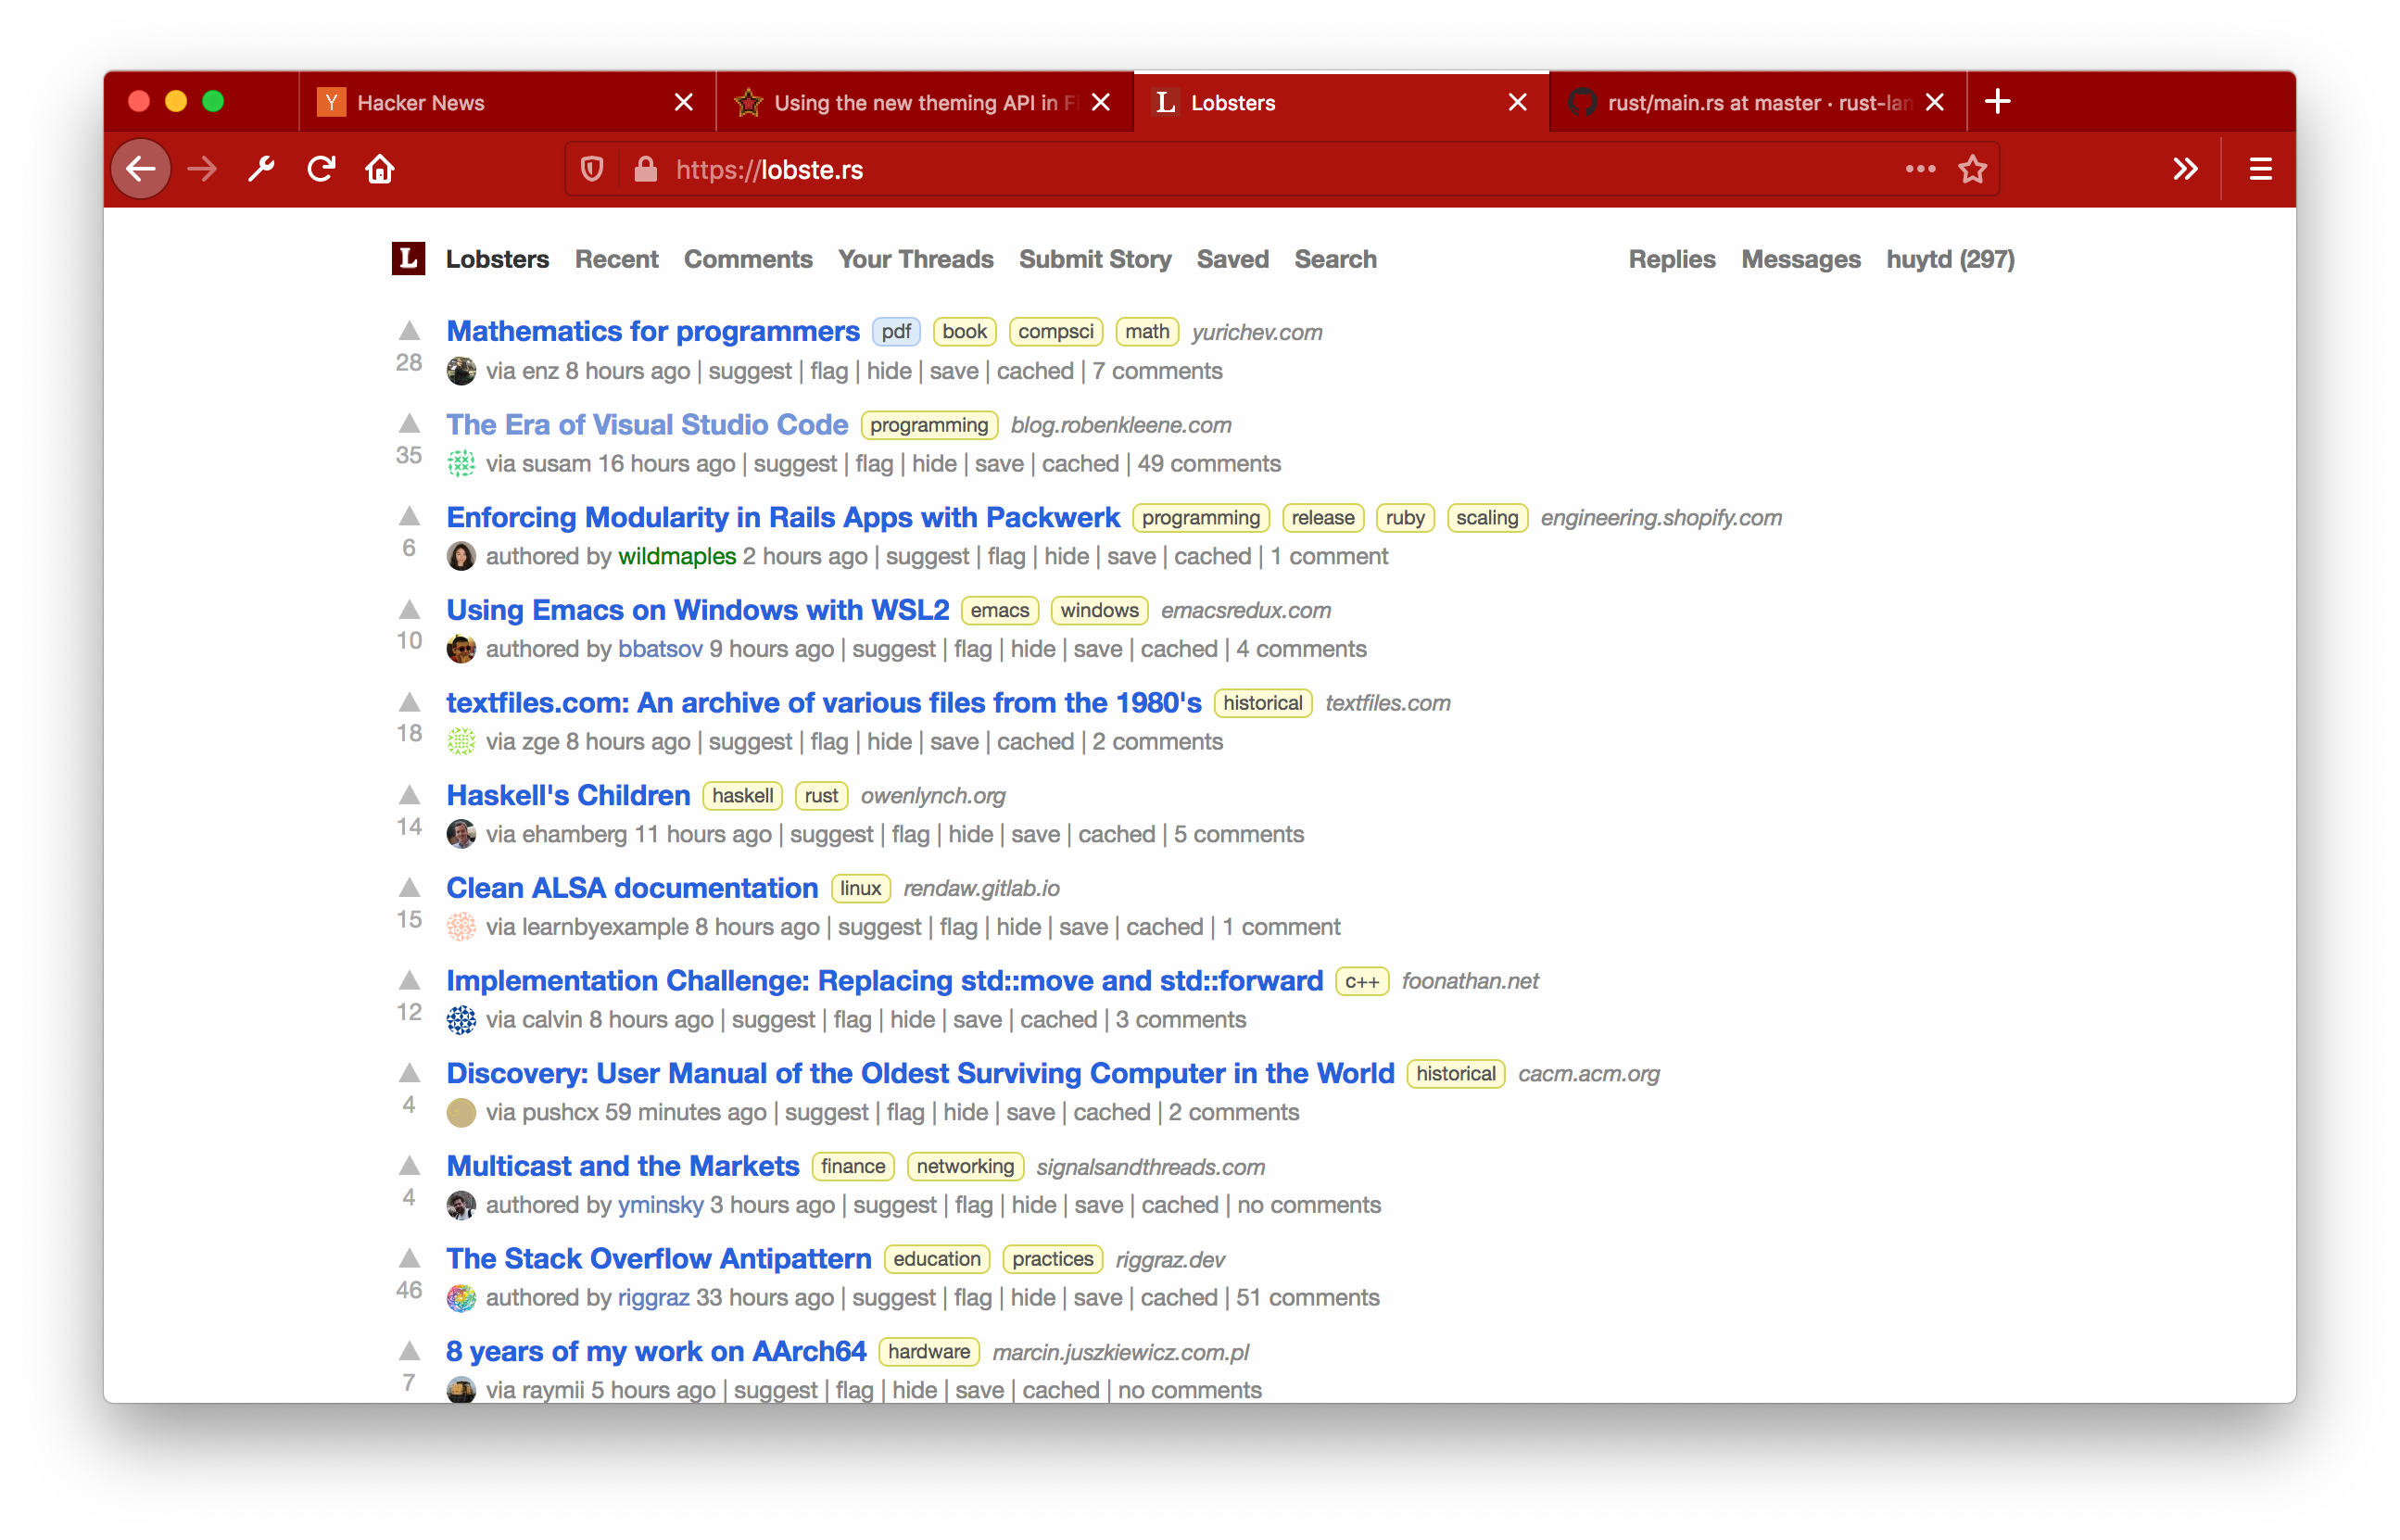 Y Hacker News
Using the new theming API in Fi
L Lobsters
rust/main.rs at master · rust-lan
https://lobste.rs
L Lobsters Recent Comments Your Threads Submit Story Saved Search Replies Messages huytd (297)
Mathematics for programmers pdf book compsci math yurichev.com
28
via enz 8 hours ago | suggest | flag | hide | save | cached | 7 comments
The Era of Visual Studio Code programming blog.robenkleene.com
35
via susam 16 hours ago | suggest | flag | hide | save | cached | 49 comments
Enforcing Modularity in Rails Apps with Packwerk programming release ruby scaling engineering.shopify.com
6
authored by wildmaples 2 hours ago | suggest | flag | hide | save | cached | 1 comment
Using Emacs on Windows with WSL2 emacs windows emacsredux.com
10
authored by bbatsov 9 hours ago | suggest | flag | hide | save | cached | 4 comments
textfiles.com: An archive of various files from the 1980's historical textfiles.com
18
via zge 8 hours ago | suggest | flag | hide | save | cached | 2 comments
Haskell's Children haskell rust owenlynch.org
14
via ehamberg 11 hours ago | suggest | flag | hide | save | cached | 5 comments
Clean ALSA documentation linux rendaw.gitlab.io
15
via learnbyexample 8 hours ago | suggest | flag | hide | save | cached | 1 comment
Implementation Challenge: Replacing std::move and std::forward c++ foonathan.net
12
via calvin 8 hours ago | suggest | flag | hide | save | cached | 3 comments
Discovery: User Manual of the Oldest Surviving Computer in the World historical cacm.acm.org
4
via pushcx 59 minutes ago | suggest | flag | hide | save | cached | 2 comments
Multicast and the Markets finance networking signalsandthreads.com
4
authored by yminsky 3 hours ago | suggest | flag | hide | save | cached | no comments
The Stack Overflow Antipattern education practices riggraz.dev
46
authored by riggraz 33 hours ago | suggest | flag | hide | save | cached | 51 comments
8 years of my work on AArch64 hardware marcin.juszkiewicz.com.pl
7
via raymii 5 hours ago | suggest | flag | hide | save | cached | no comments